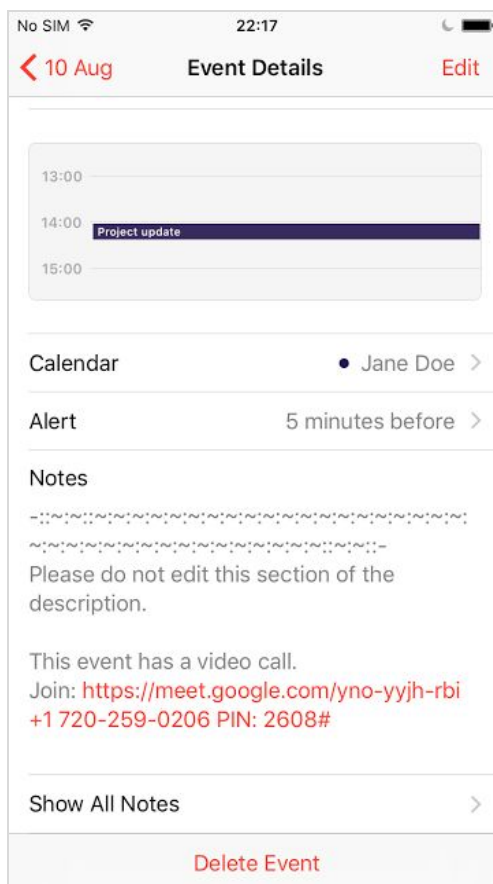 No SIM 22:17
10 Aug Event Details Edit
13:00
14:00
Project update
15:00
Calendar Jane Doe
Alert 5 minutes before
Notes
-::~:~::~:~:~:~:~:~:~:~:~:~:~:~:~:~:~:~:~:~:~:~:~:
~:~:~:~:~:~:~:~:~:~:~:~:~:~:~:~::~:~::-
Please do not edit this section of the
description.
This event has a video call.
Join: https://meet.google.com/yno-yyjh-rbi
+1 720-259-0206 PIN: 2608#
Show All Notes
Delete Event